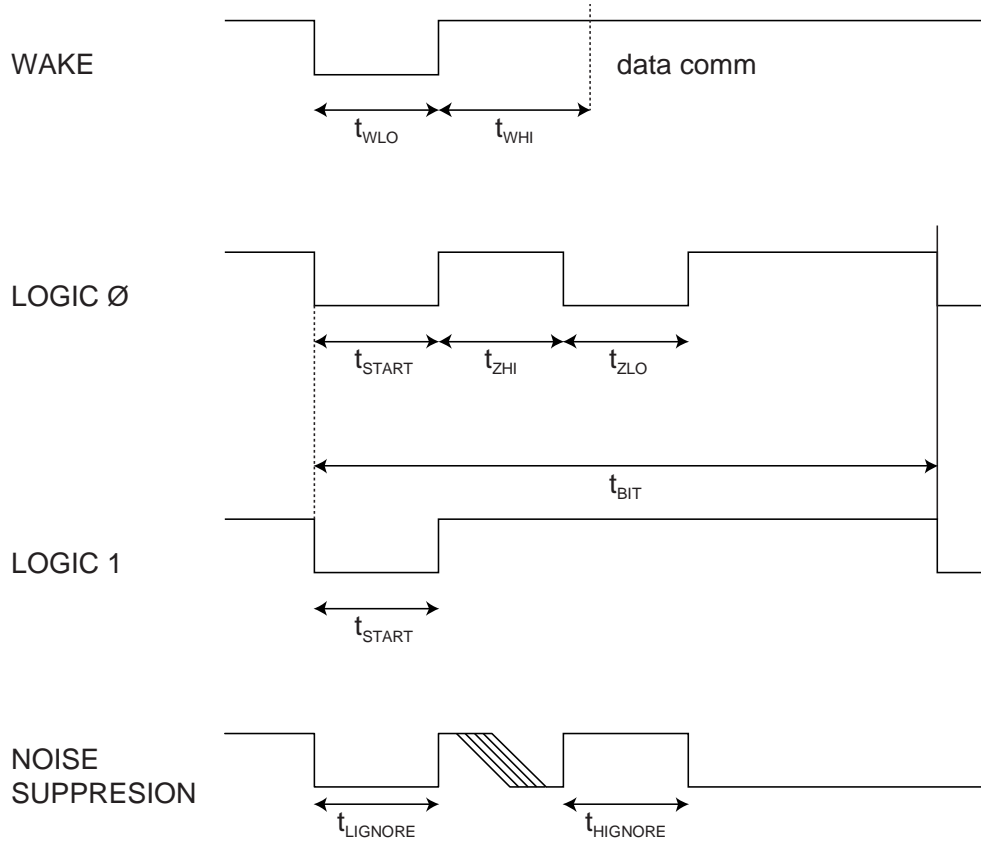 WAKE
data comm
tWLO
tWHI
LOGIC Ø
tSTART
tZHI
tZLO
tBIT
LOGIC 1
tSTART
NOISE
SUPPRESION
tLIGNORE
tHIGNORE